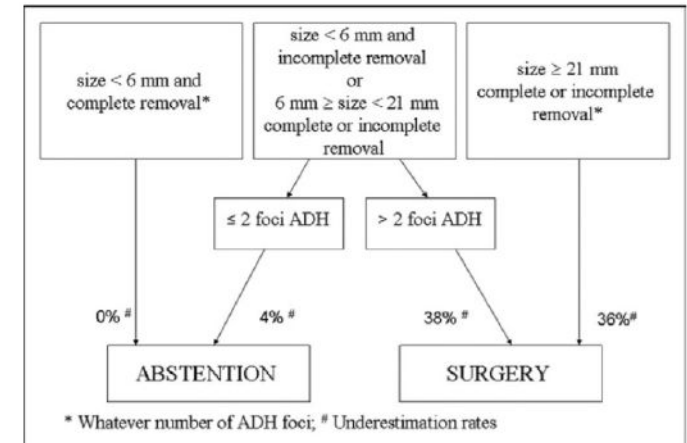 size < 6 mm and
complete removal*
size < 6 mm and
incomplete removal
or
6 mm ≥ size < 21 mm
complete or incomplete
removal
size ≥ 21 mm
complete or incomplete
removal*
≤ 2 foci ADH
> 2 foci ADH
0% #
4% #
38% #
36%#
ABSTENTION
SURGERY
* Whatever number of ADH foci; # Underestimation rates